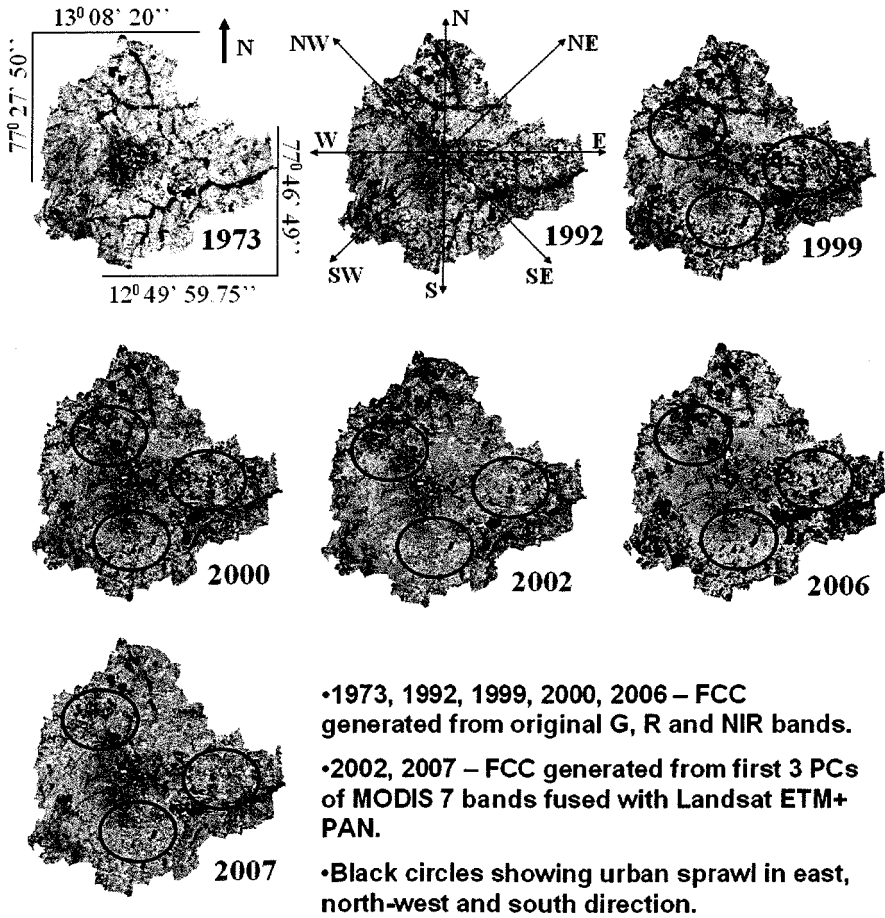 13⁰ 08' 20''
N
77⁰ 27' 50''
77⁰ 46' 49''
1973
12⁰ 49' 59.75''
N
NW
NE
W
E
SW
SE
S
1992
1999
2000
2002
2006
2007
•1973, 1992, 1999, 2000, 2006 – FCC
generated from original G, R and NIR bands.
•2002, 2007 – FCC generated from first 3 PCs
of MODIS 7 bands fused with Landsat ETM+
PAN.
•Black circles showing urban sprawl in east,
north-west and south direction.